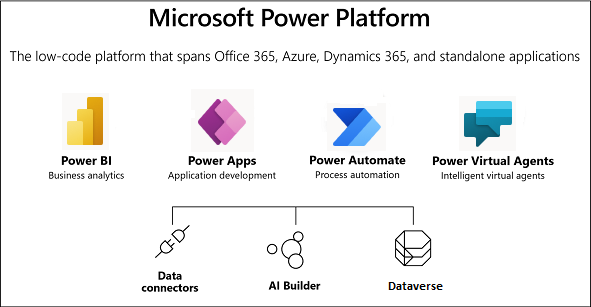 Microsoft Power Platform
The low-code platform that spans Office 365, Azure, Dynamics 365, and standalone applications
Power BI
Business analytics
Power Apps
Application development
Power Automate
Process automation
Power Virtual Agents
Intelligent virtual agents
Data
connectors
AI Builder
Dataverse